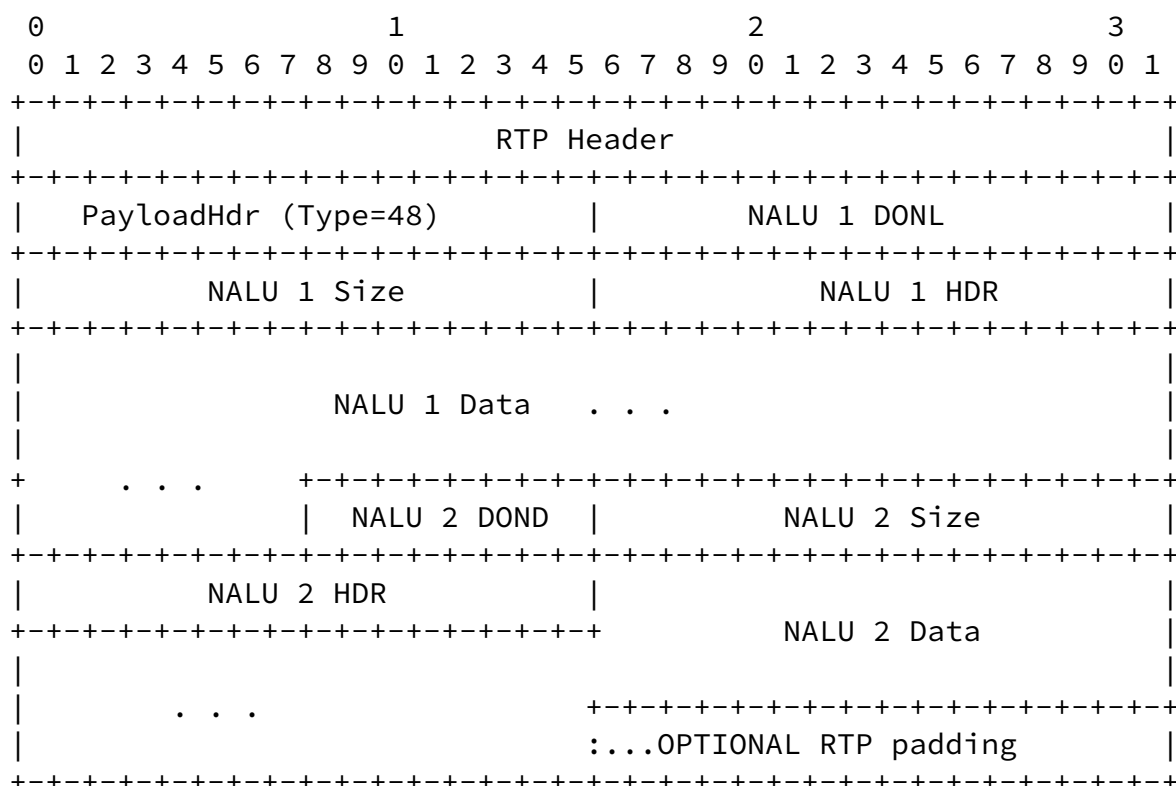 0                   1                   2                   3
0 1 2 3 4 5 6 7 8 9 0 1 2 3 4 5 6 7 8 9 0 1 2 3 4 5 6 7 8 9 0 1
+-+-+-+-+-+-+-+-+-+-+-+-+-+-+-+-+-+-+-+-+-+-+-+-+-+-+-+-+-+-+-+-+
|                          RTP Header                           |
+-+-+-+-+-+-+-+-+-+-+-+-+-+-+-+-+-+-+-+-+-+-+-+-+-+-+-+-+-+-+-+-+
|   PayloadHdr (Type=48)        |        NALU 1 DONL            |
+-+-+-+-+-+-+-+-+-+-+-+-+-+-+-+-+-+-+-+-+-+-+-+-+-+-+-+-+-+-+-+-+
|          NALU 1 Size          |            NALU 1 HDR         |
+-+-+-+-+-+-+-+-+-+-+-+-+-+-+-+-+-+-+-+-+-+-+-+-+-+-+-+-+-+-+-+-+
|                                                               |
|                 NALU 1 Data   . . .                           |
|                                                               |
+     . . .     +-+-+-+-+-+-+-+-+-+-+-+-+-+-+-+-+-+-+-+-+-+-+-+-+
|               |  NALU 2 DOND  |          NALU 2 Size          |
+-+-+-+-+-+-+-+-+-+-+-+-+-+-+-+-+-+-+-+-+-+-+-+-+-+-+-+-+-+-+-+-+
|          NALU 2 HDR           |                               |
+-+-+-+-+-+-+-+-+-+-+-+-+-+-+-+-+          NALU 2 Data          |
|                                                               |
|        . . .                  +-+-+-+-+-+-+-+-+-+-+-+-+-+-+-+-+
|                               :...OPTIONAL RTP padding        |
+-+-+-+-+-+-+-+-+-+-+-+-+-+-+-+-+-+-+-+-+-+-+-+-+-+-+-+-+-+-+-+-+